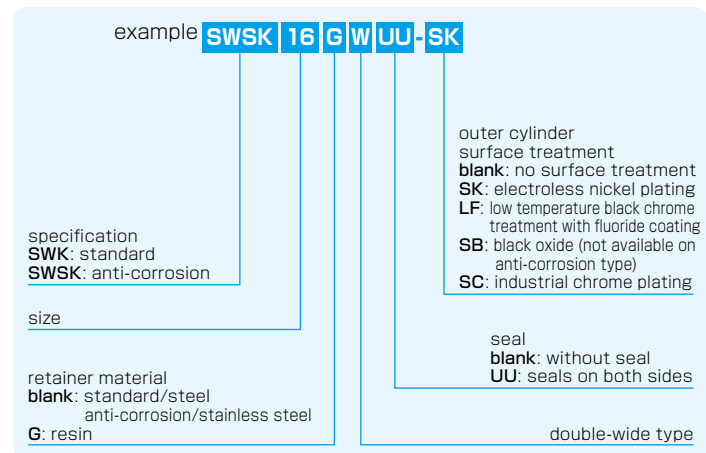 example SWSK 16 G W UU - SK
outer cylinder
surface treatment
blank: no surface treatment
SK: electroless nickel plating
LF: low temperature black chrome
treatment with fluoride coating
SB: black oxide (not available on
anti-corrosion type)
SC: industrial chrome plating
specification
SWK: standard
SWSK: anti-corrosion
size
seal
blank: without seal
UU: seals on both sides
retainer material
blank: standard/steel
anti-corrosion/stainless steel
G: resin
double-wide type